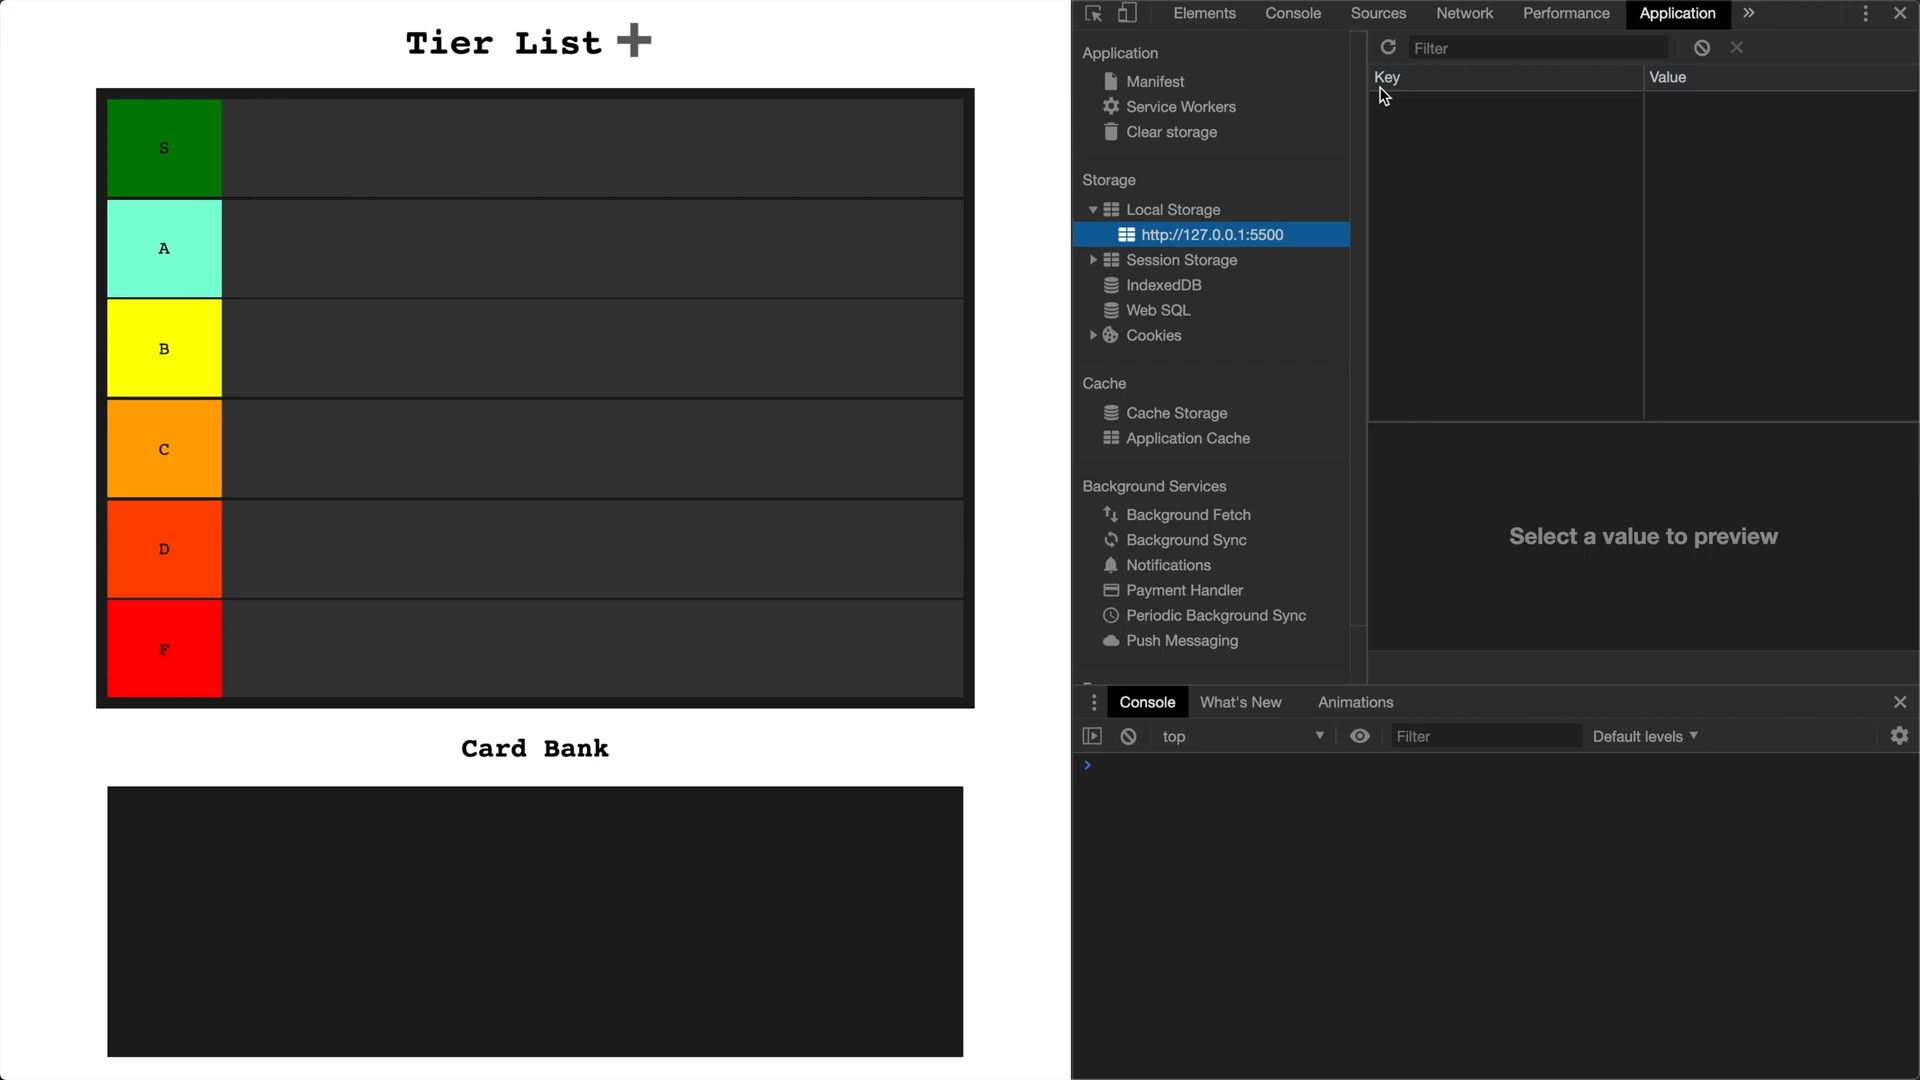 Tier List
S
A
B
C
D
F
Card Bank
Elements Console Sources Network Performance Application
Application
Manifest
Service Workers
Clear storage
Storage
Local Storage
http://127.0.0.1:5500
Session Storage
IndexedDB
Web SQL
Cookies
Cache
Cache Storage
Application Cache
Background Services
Background Fetch
Background Sync
Notifications
Payment Handler
Periodic Background Sync
Push Messaging
Filter
Key Value
Select a value to preview
Console What's New Animations
top Filter Default levels